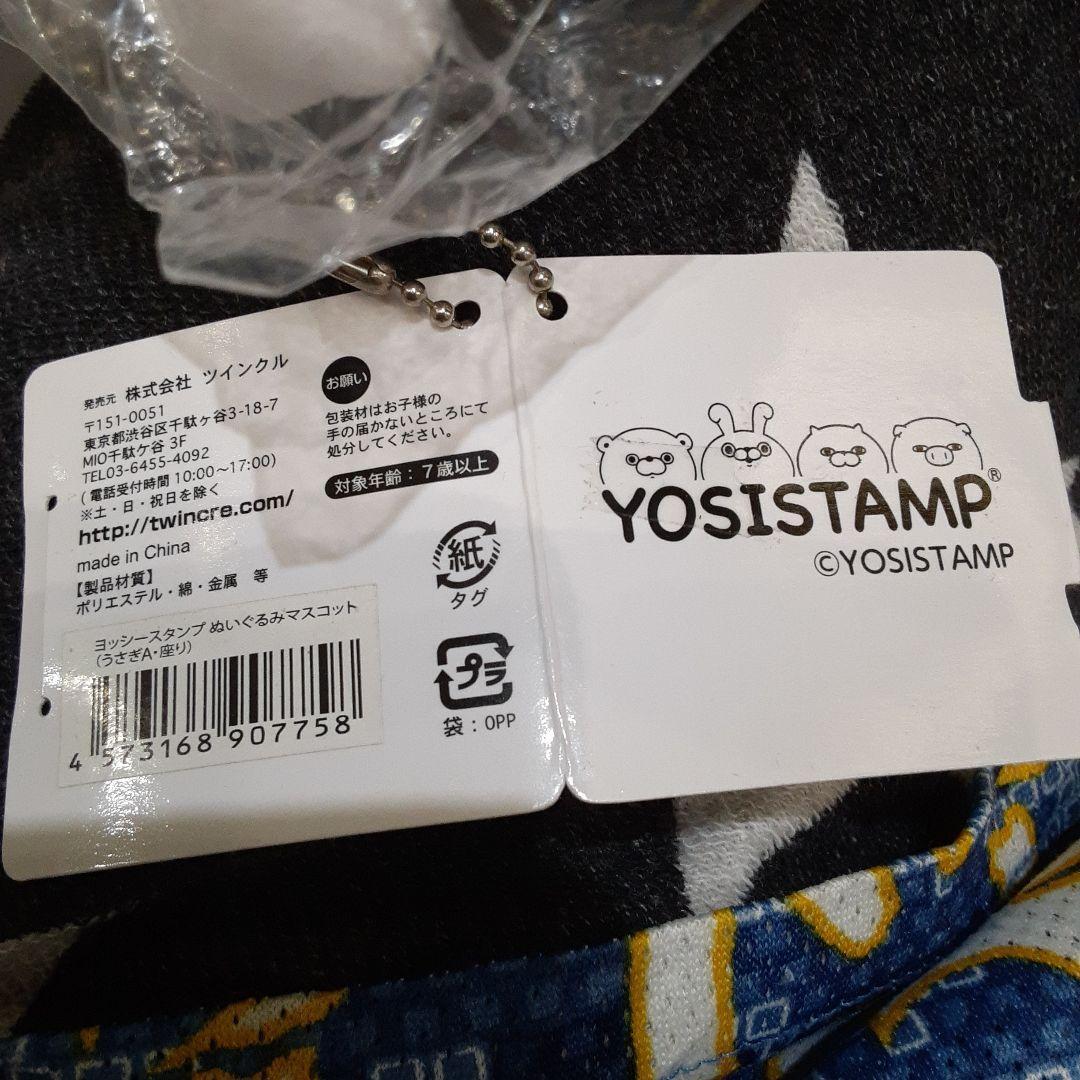 発売元 株式会社 ツインクル
〒151-0051
東京都渋谷区千駄ヶ谷3-18-7
MIO千駄ケ谷 3F
TEL03-6455-4092
(電話受付時間 10:00～17:00)
※土・日・祝日を除く
http://twincre.com/
made in China
【製品材質】
ポリエステル・綿・金属 等
ヨッシースタンプ ぬいぐるみマスコット
(うさぎA・座り)
4 573168 907758
お願い
包装材はお子様の
手の届かないところにて
処分してください。
対象年齢：7歳以上
紙
タグ
プラ
袋：OPP
YOSISTAMP®
©YOSISTAMP